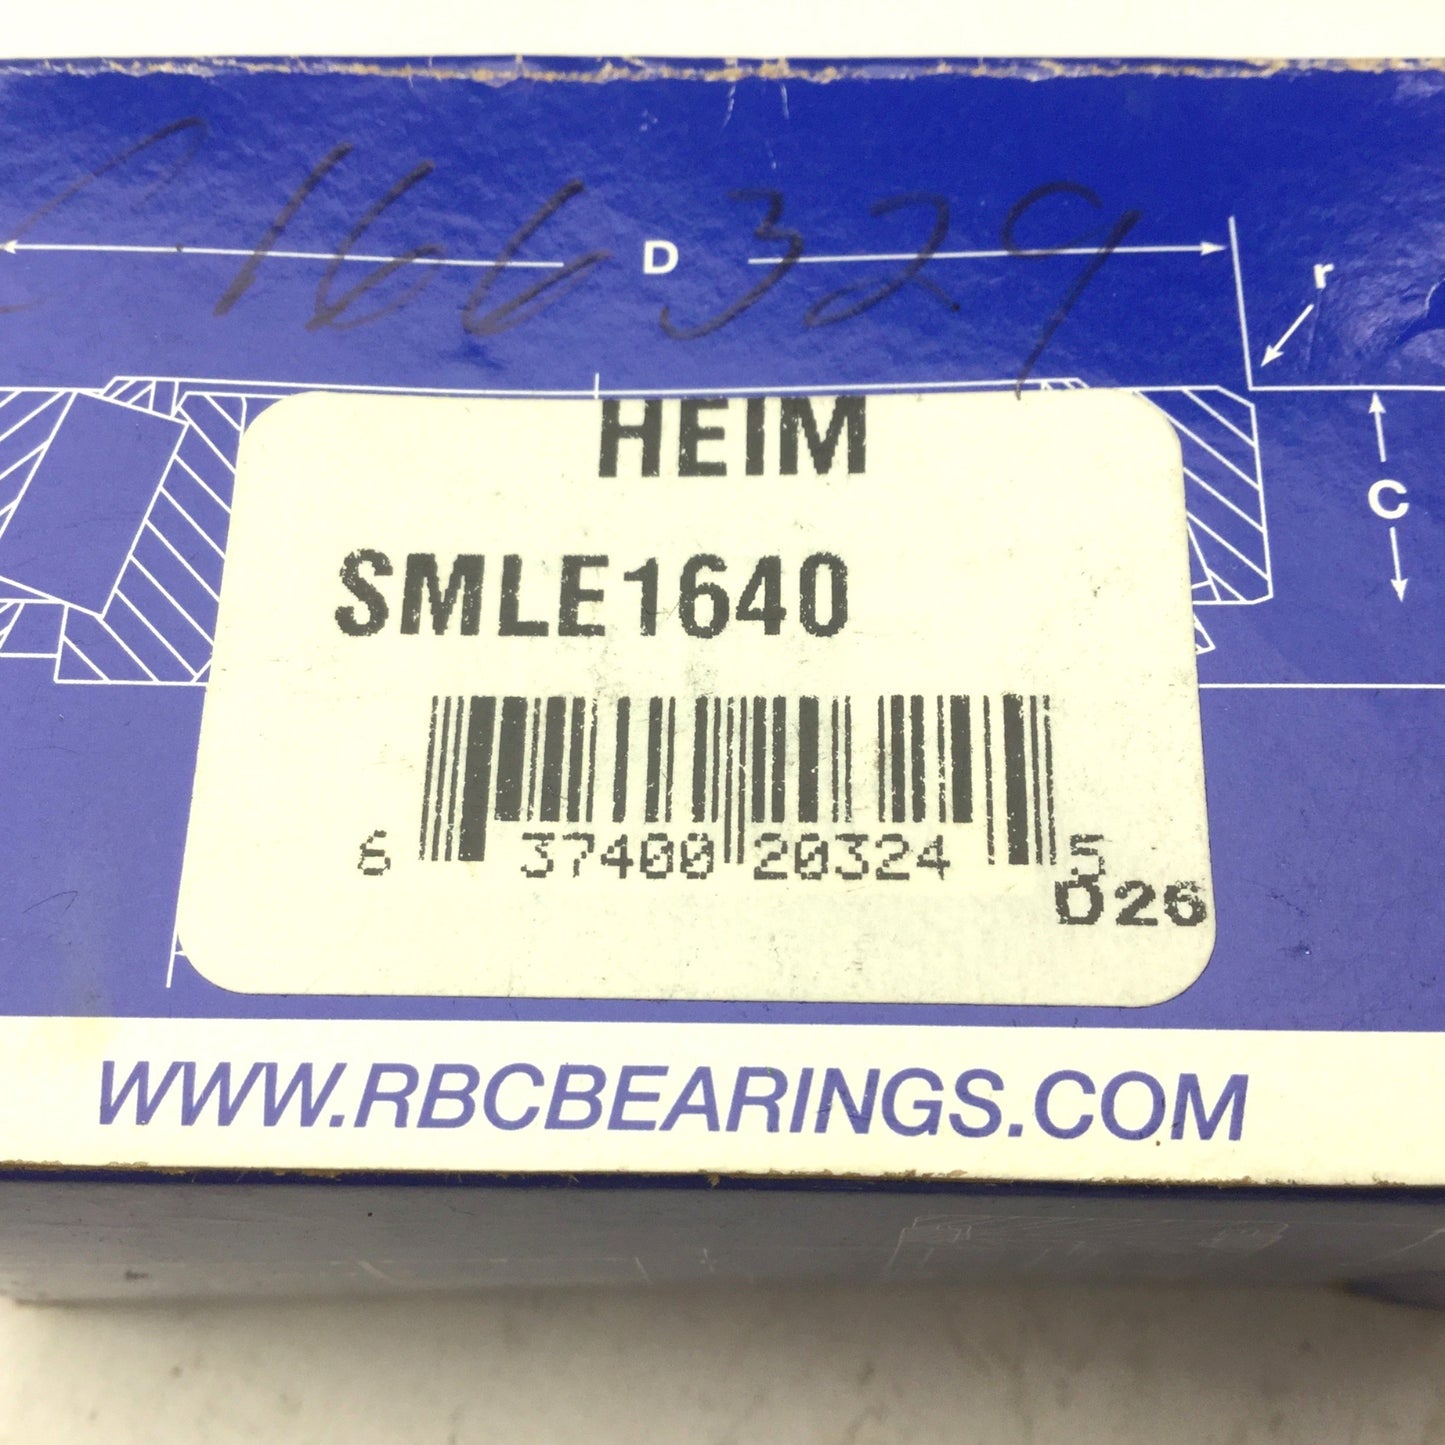 166329
D
r
C
HEIM
SMLE1640
6 37400 20324 5
D26
WWW.RBCBEARINGS.COM